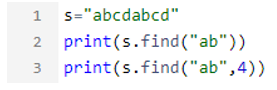 1 s="abcdabcd"
2 print(s.find("ab"))
3 print(s.find("ab",4))